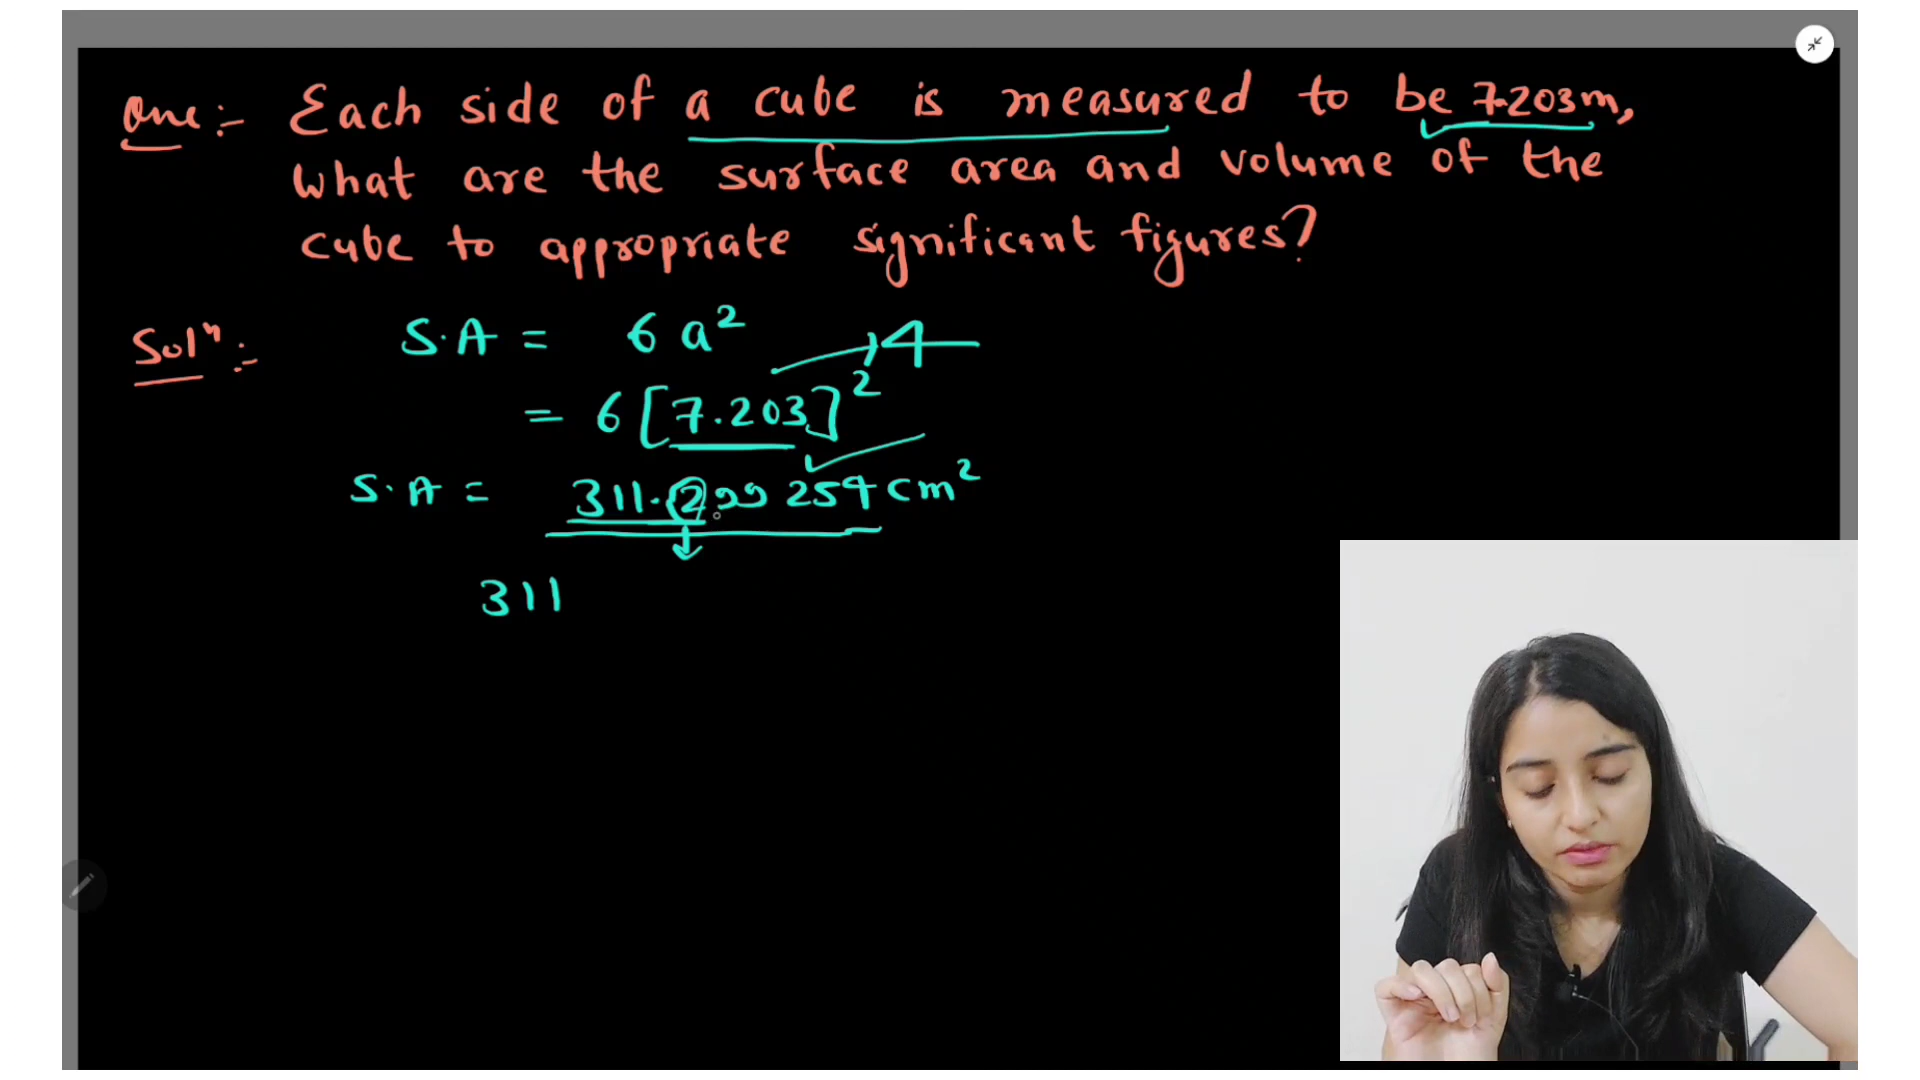 Que:- Each side of a cube is measured to be 7.203m,
what are the surface area and volume of the
cube to appropriate significant figures?
Solⁿ:- S.A = 6 a²
4
= 6 [7.203]²
S.A = 311.299254 cm²
311